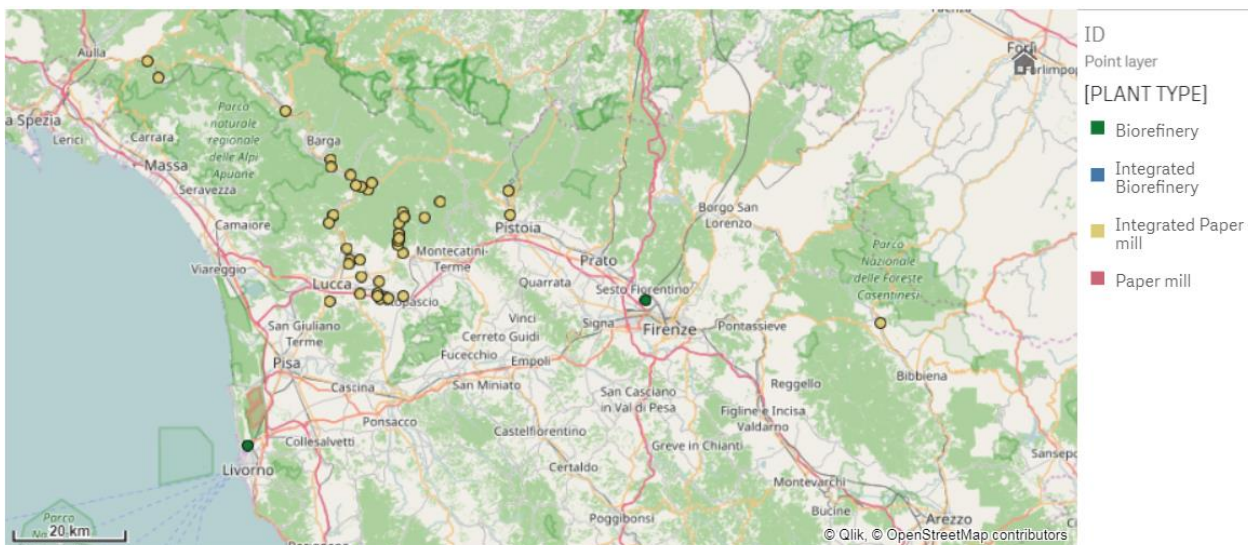 Aulla
a Spezia
Lerici
Carrara
Massa
Seravezza
Parco
naturale
regionale
delle Alpi
Apuane
Barga
Camaiore
Viareggio
Lucca
San Giuliano
Terme
Pisa
Cascina
Ponsacco
Collesalvetti
Livorno
Pistoia
Montecatini-
Terme
Quarrata
Prato
Sesto Fiorentino
Signa
Firenze
Vinci
Cerreto Guidi
Fucecchio
Empoli
San Miniato
Castelfiorentino
Certaldo
Poggibonsi
San Casciano
in Val di Pesa
Greve in Chianti
Borgo San
Lorenzo
Pontassieve
Reggello
Figline e Incisa
Valdarno
Montevarchi
Bucine
Arezzo
Bibbiena
Sansep
Parco
Nazionale
delle Foreste
Casentinesi
Forlì
orlimpop
Parco
20 km
© Qlik, © OpenStreetMap contributors
ID
Point layer
[PLANT TYPE]
Biorefinery
Integrated
Biorefinery
Integrated Paper
mill
Paper mill